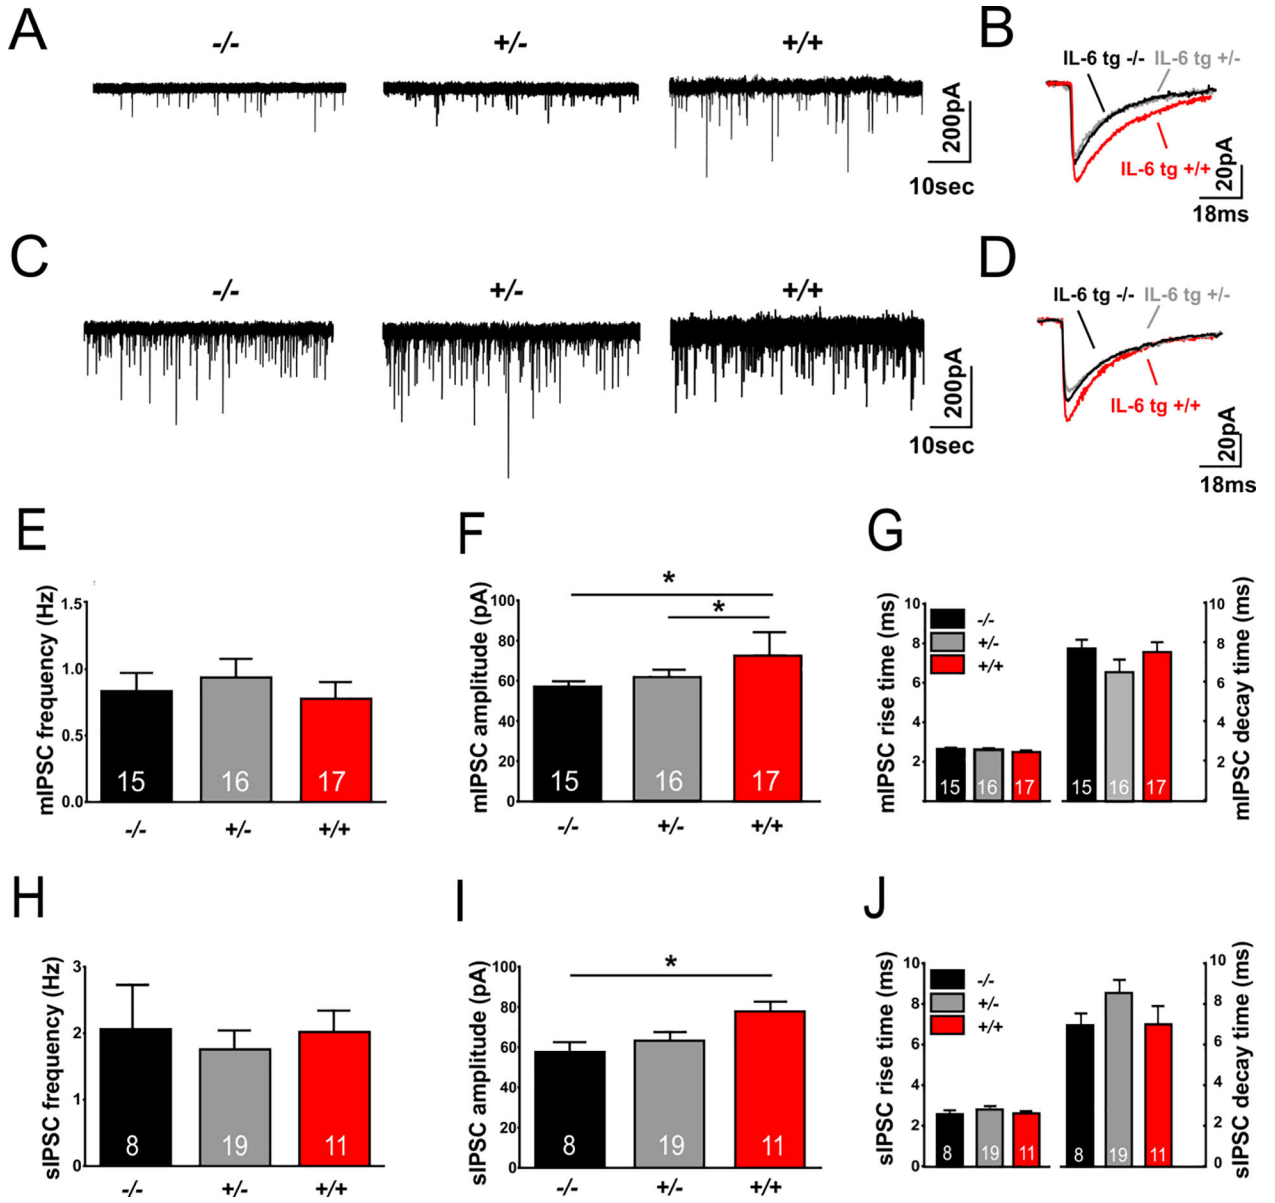 A
-/-
+/-
+/+
200pA
10sec
B
IL-6 tg -/-
IL-6 tg +/-
IL-6 tg +/+
20pA
18ms
C
-/-
+/-
+/+
200pA
10sec
D
IL-6 tg -/-
IL-6 tg +/-
IL-6 tg +/+
20pA
18ms
E
mIPSC frequency (Hz)
1.5
1.0
0.5
0.0
15
16
17
-/-
+/-
+/+
F
mIPSC amplitude (pA)
100
80
60
40
20
0
*
*
15
16
17
-/-
+/-
+/+
G
mIPSC rise time (ms)
10
8
6
4
2
-/-
+/-
+/+
15
16
17
15
16
17
10
8
6
4
2
mIPSC decay time (ms)
H
sIPSC frequency (Hz)
3
2
1
0
8
19
11
-/-
+/-
+/+
I
sIPSC amplitude (pA)
100
80
60
40
20
0
*
8
19
11
-/-
+/-
+/+
J
sIPSC rise time (ms)
10
8
6
4
2
0
-/-
+/-
+/+
8
19
11
8
19
11
10
8
6
4
2
0
sIPSC decay time (ms)